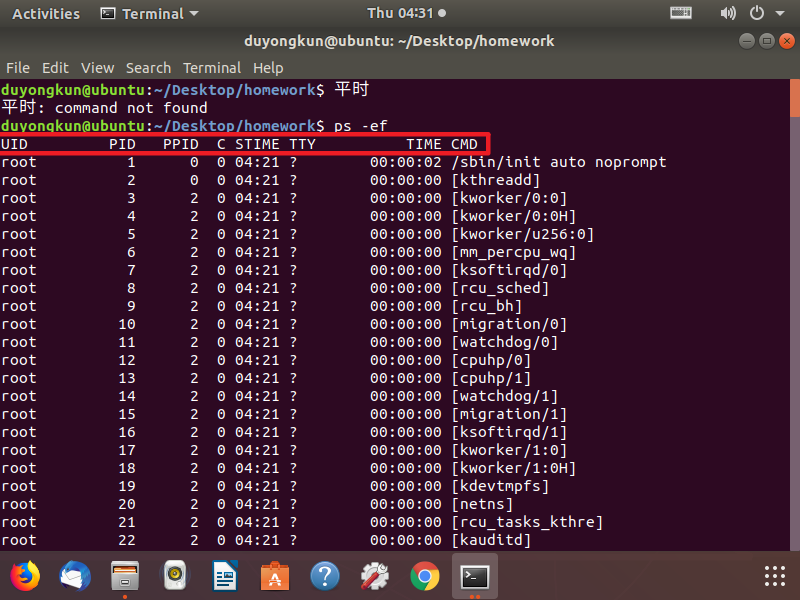 Activities Terminal Thu 04:31
duyongkun@ubuntu: ~/Desktop/homework
File Edit View Search Terminal Help
duyongkun@ubuntu:~/Desktop/homework$ 平时
平时: command not found
duyongkun@ubuntu:~/Desktop/homework$ ps -ef
UID PID PPID C STIME TTY TIME CMD
root 1 0 0 04:21 ? 00:00:02 /sbin/init auto noprompt
root 2 0 0 04:21 ? 00:00:00 [kthreadd]
root 3 2 0 04:21 ? 00:00:00 [kworker/0:0]
root 4 2 0 04:21 ? 00:00:00 [kworker/0:0H]
root 5 2 0 04:21 ? 00:00:00 [kworker/u256:0]
root 6 2 0 04:21 ? 00:00:00 [mm_percpu_wq]
root 7 2 0 04:21 ? 00:00:00 [ksoftirqd/0]
root 8 2 0 04:21 ? 00:00:00 [rcu_sched]
root 9 2 0 04:21 ? 00:00:00 [rcu_bh]
root 10 2 0 04:21 ? 00:00:00 [migration/0]
root 11 2 0 04:21 ? 00:00:00 [watchdog/0]
root 12 2 0 04:21 ? 00:00:00 [cpuhp/0]
root 13 2 0 04:21 ? 00:00:00 [cpuhp/1]
root 14 2 0 04:21 ? 00:00:00 [watchdog/1]
root 15 2 0 04:21 ? 00:00:00 [migration/1]
root 16 2 0 04:21 ? 00:00:00 [ksoftirqd/1]
root 17 2 0 04:21 ? 00:00:00 [kworker/1:0]
root 18 2 0 04:21 ? 00:00:00 [kworker/1:0H]
root 19 2 0 04:21 ? 00:00:00 [kdevtmpfs]
root 20 2 0 04:21 ? 00:00:00 [netns]
root 21 2 0 04:21 ? 00:00:00 [rcu_tasks_kthre]
root 22 2 0 04:21 ? 00:00:00 [kauditd]